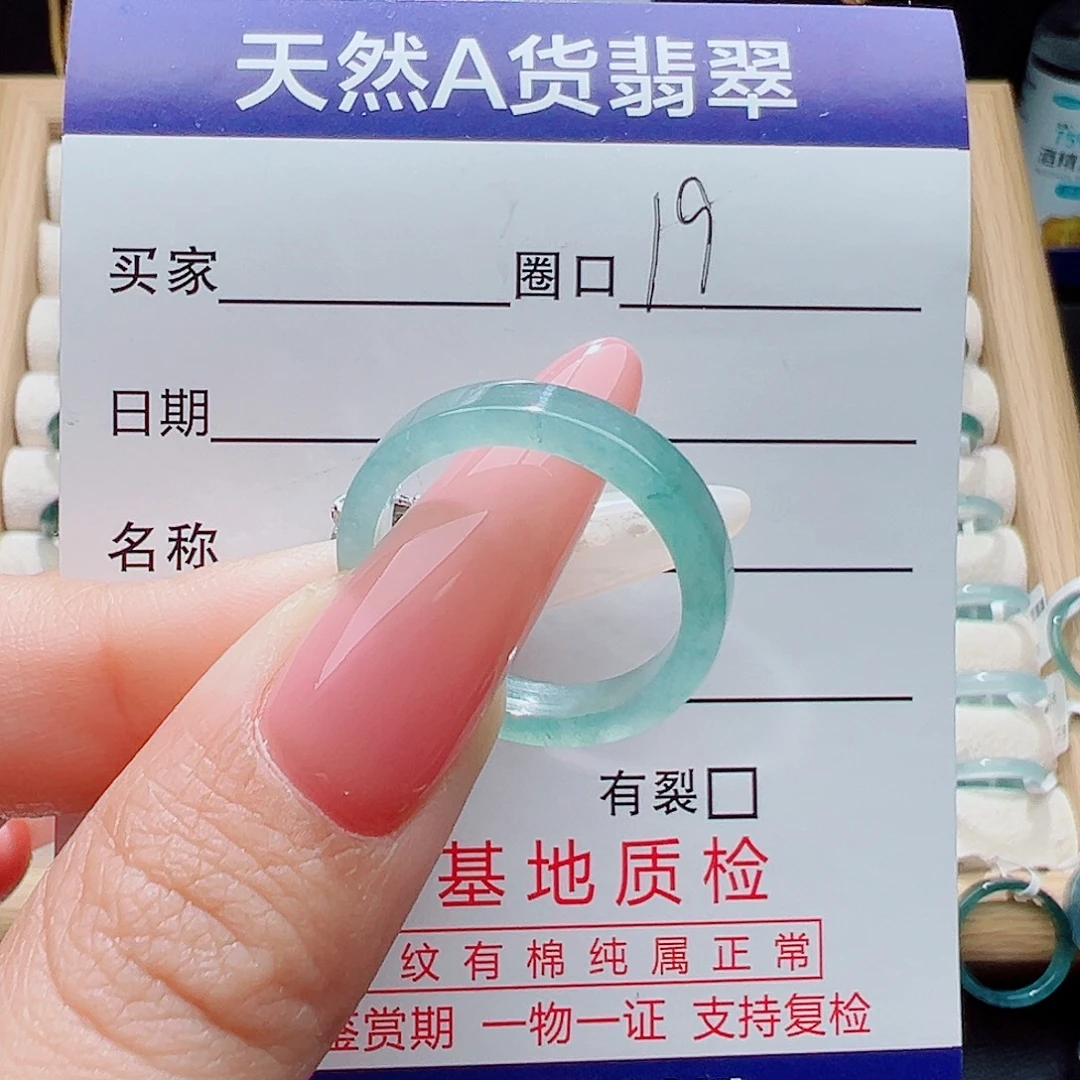 天然A货翡翠
买家 圈口 19
日期
名称
有裂
基地质检
纹有棉纯属正常
鉴赏期 一物一证 支持复检
酒精